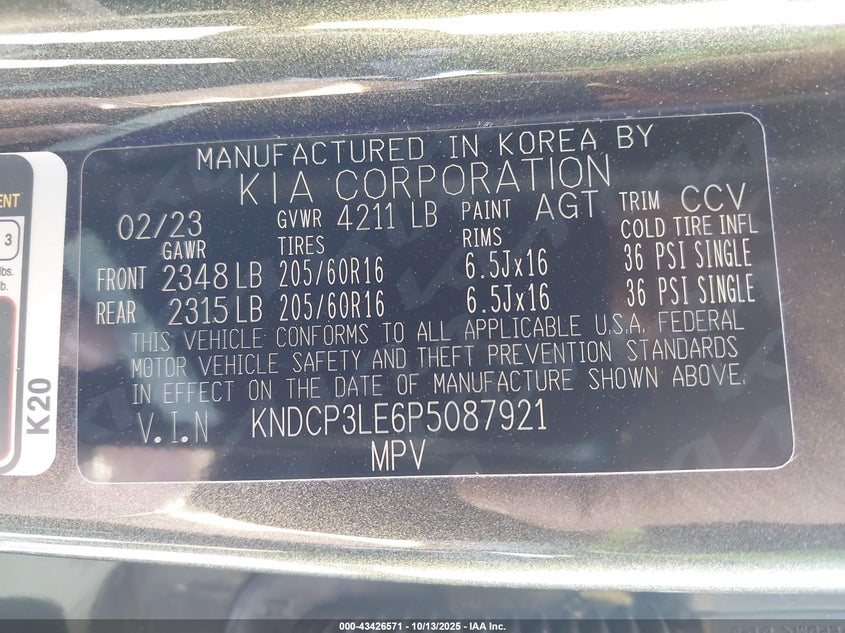 MANUFACTURED IN KOREA BY
KIA CORPORATION
02/23 GVWR 4211 LB PAINT AGT TRIM CCV
GAWR TIRES RIMS COLD TIRE INFL
FRONT 2348 LB 205/60R16 6.5Jx16 36 PSI SINGLE
REAR 2315 LB 205/60R16 6.5Jx16 36 PSI SINGLE
THIS VEHICLE CONFORMS TO ALL APPLICABLE U.S.A. FEDERAL
MOTOR VEHICLE SAFETY AND THEFT PREVENTION STANDARDS
IN EFFECT ON THE DATE OF MANUFACTURE SHOWN ABOVE.
V.I.N KNDCP3LE6P5087921
MPV
3
lbs.
b.
K20
000-43426571 | 10/13/2025 - IAA Inc.